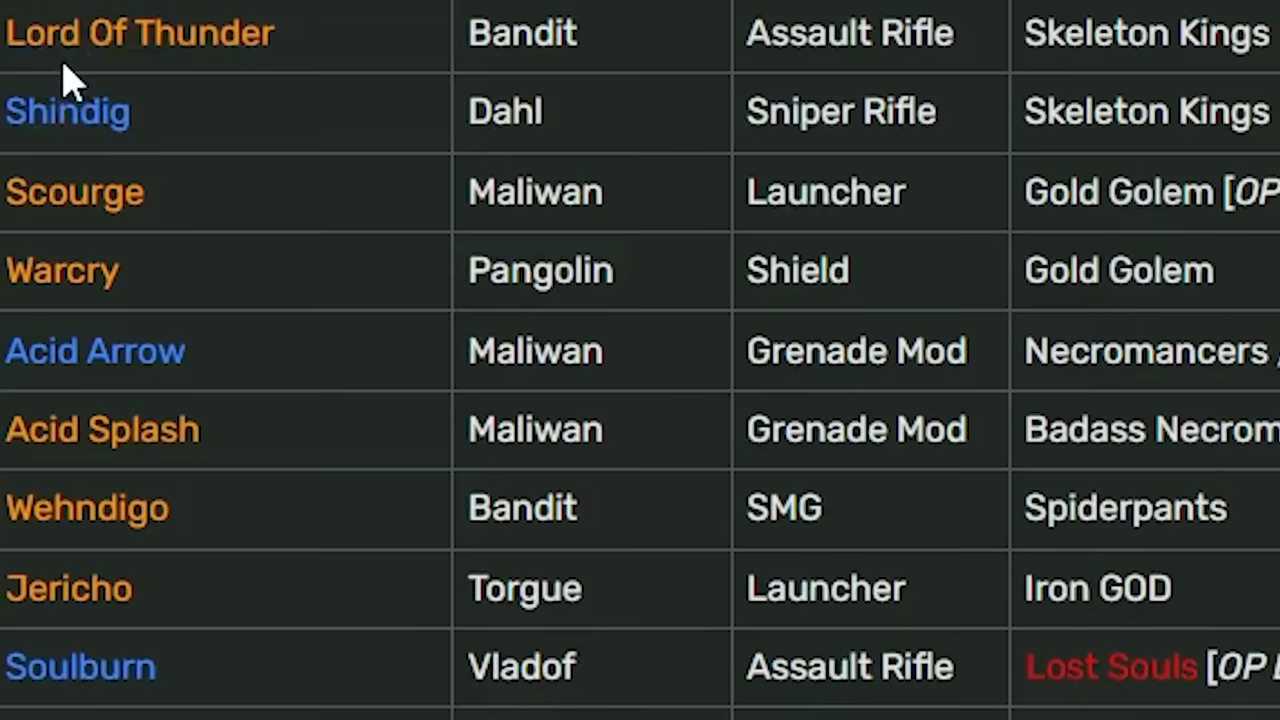 Lord Of Thunder Bandit Assault Rifle Skeleton Kings
Shindig Dahl Sniper Rifle Skeleton Kings
Scourge Maliwan Launcher Gold Golem [OP
Warcry Pangolin Shield Gold Golem
Acid Arrow Maliwan Grenade Mod Necromancers
Acid Splash Maliwan Grenade Mod Badass Necrom
Wehndigo Bandit SMG Spiderpants
Jericho Torgue Launcher Iron GOD
Soulburn Vladof Assault Rifle Lost Souls [OP